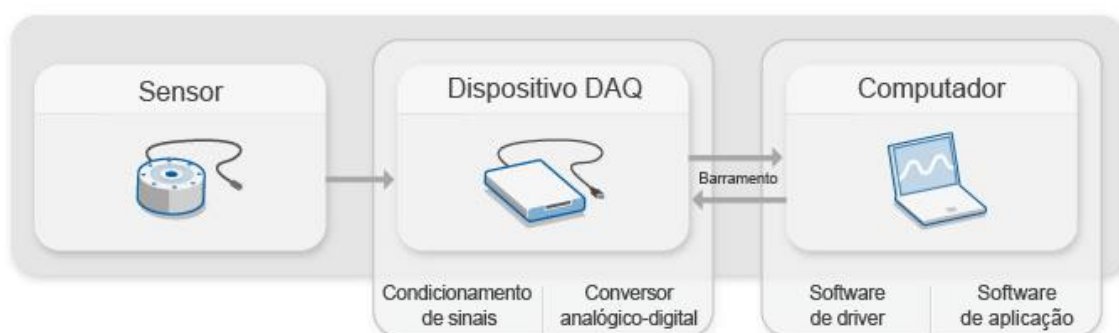 Sensor
Dispositivo DAQ
Computador
Barramento
Condicionamento
de sinais
Conversor
analógico-digital
Software
de driver
Software
de aplicação